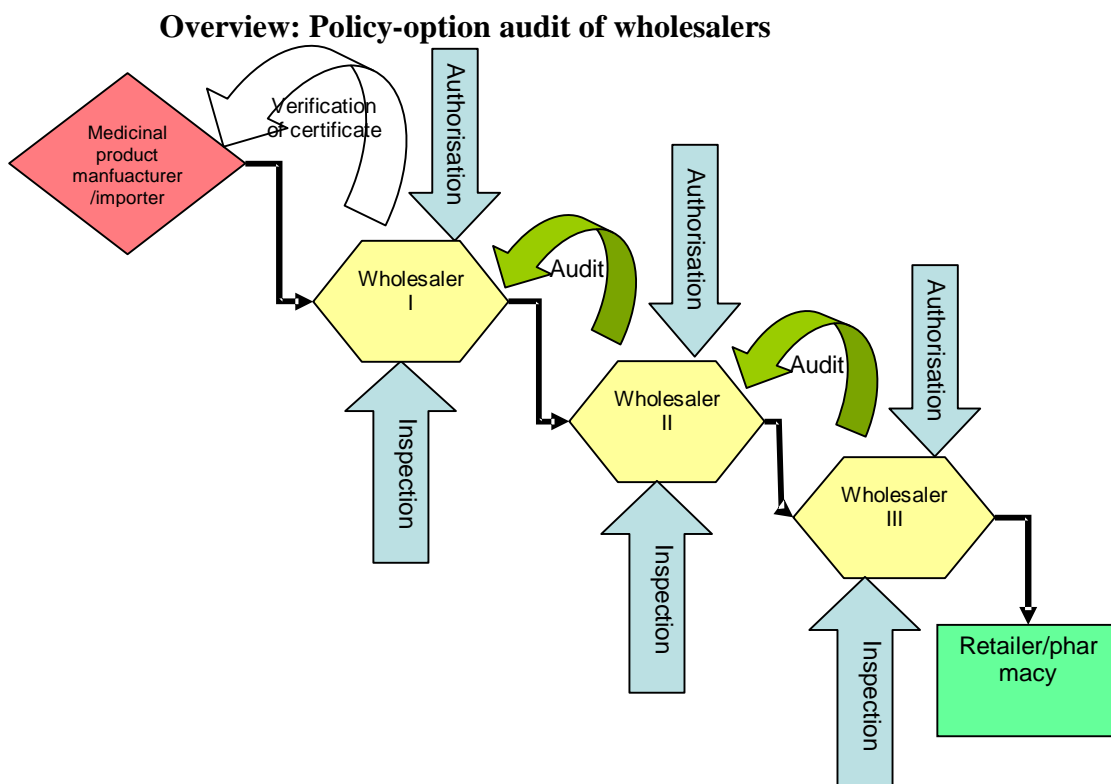 Overview: Policy-option audit of wholesalers
Verification
of certificate
Authorisation
Medicinal
product
manfuacturer
/importer
Authorisation
Wholesaler
I
Audit
Authorisation
Inspection
Wholesaler
II
Audit
Inspection
Wholesaler
III
Inspection
Retailer/phar
macy